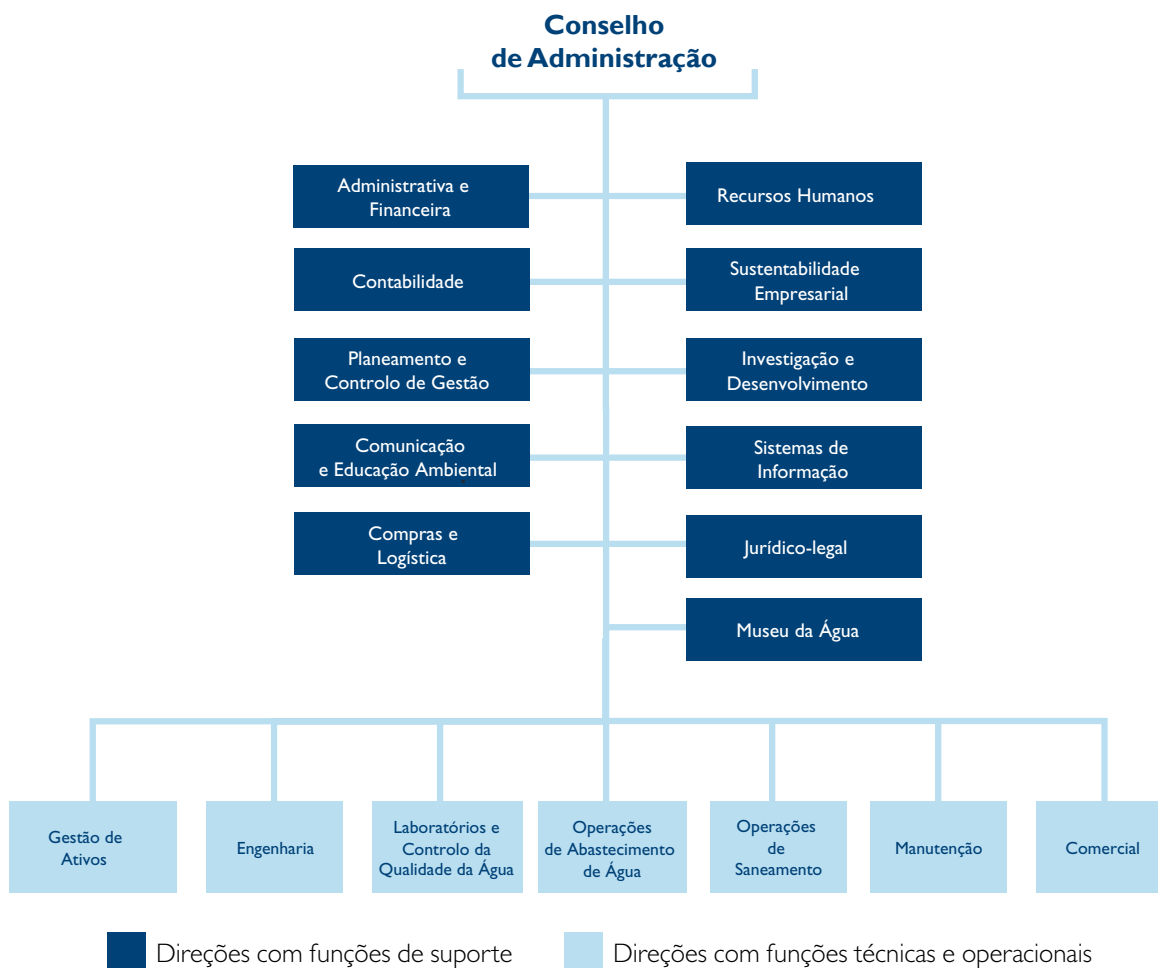 Conselho
de Administração
Administrativa e
Financeira
Recursos Humanos
Contabilidade
Sustentabilidade
Empresarial
Planeamento e
Controlo de Gestão
Investigação e
Desenvolvimento
Comunicação
e Educação Ambiental
Sistemas de
Informação
Compras e
Logística
Jurídico-legal
Museu da Água
Gestão de
Ativos
Engenharia
Laboratórios e
Controlo da
Qualidade da Água
Operações
de Abastecimento
de Água
Operações
de
Saneamento
Manutenção
Comercial
Direções com funções de suporte
Direções com funções técnicas e operacionais